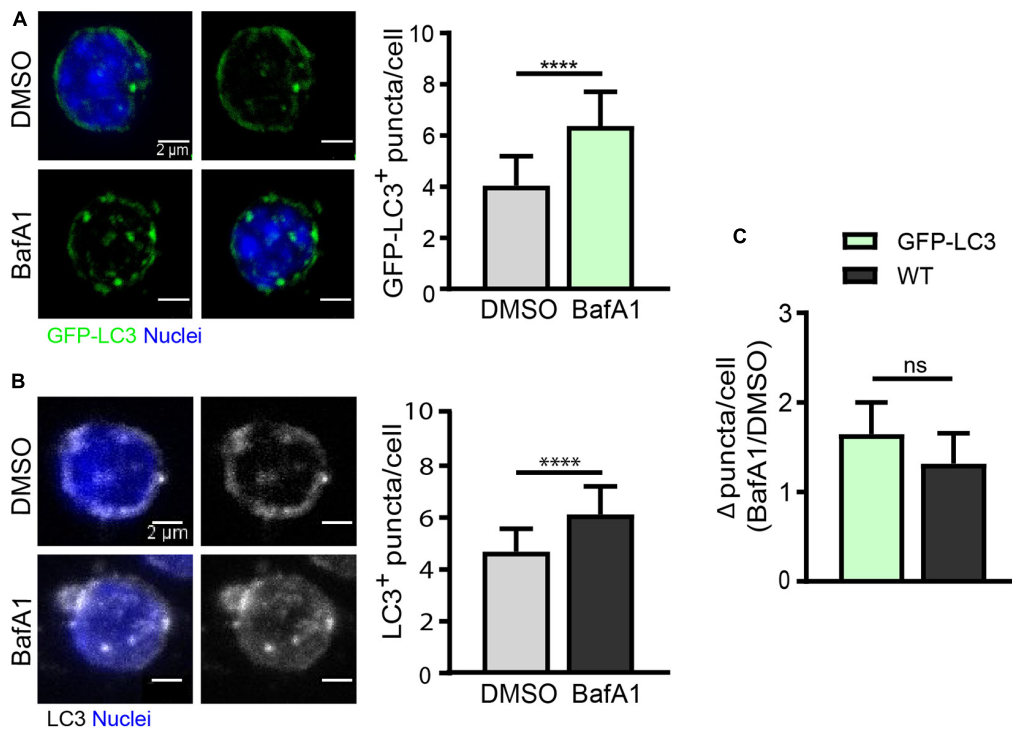 A
DMSO
2 µm
BafA1
GFP-LC3 Nuclei
GFP-LC3+ puncta/cell
10
8
6
4
2
0
****
DMSO BafA1
B
DMSO
2 µm
BafA1
LC3 Nuclei
LC3+ puncta/cell
10
8
6
4
2
0
****
DMSO BafA1
C
GFP-LC3
WT
Δ puncta/cell
(BafA1/DMSO)
3
2
1
0
ns